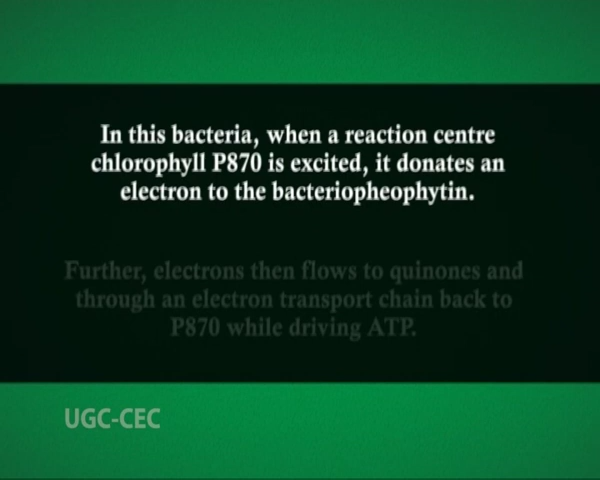 In this bacteria, when a reaction centre
chlorophyll P870 is excited, it donates an
electron to the bacteriopheophytin.
Further, electrons then flows to quinones and
through an electron transport chain back to
P870 while driving ATP.
UGC-CEC